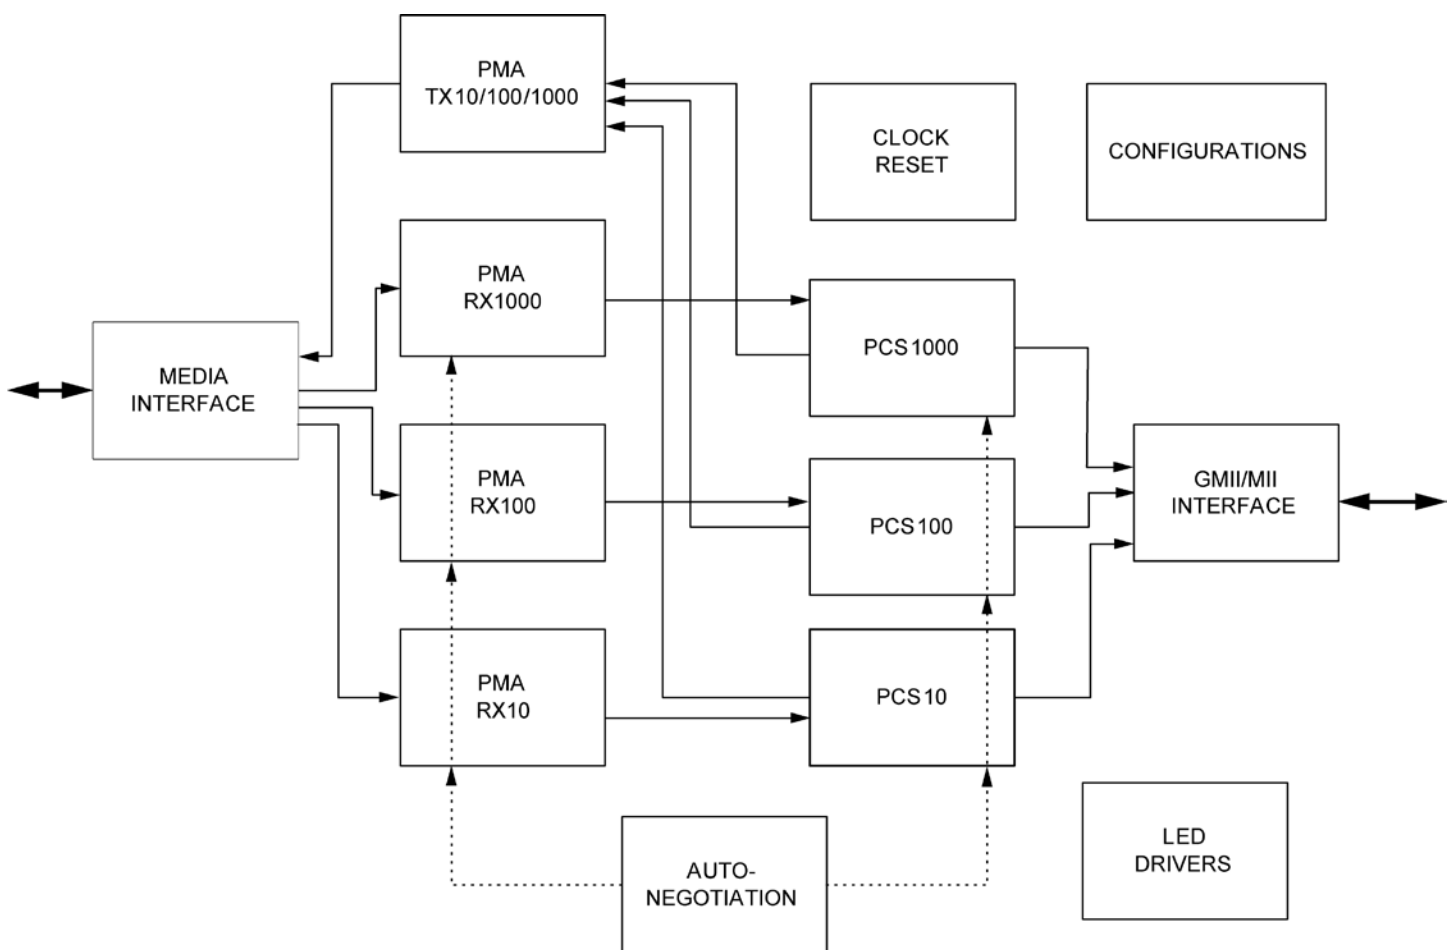 PMA
TX10/100/1000
CLOCK
RESET
CONFIGURATIONS
PMA
RX1000
PCS1000
MEDIA
INTERFACE
PMA
RX100
PCS100
GMII/MII
INTERFACE
PMA
RX10
PCS10
AUTO-
NEGOTIATION
LED
DRIVERS